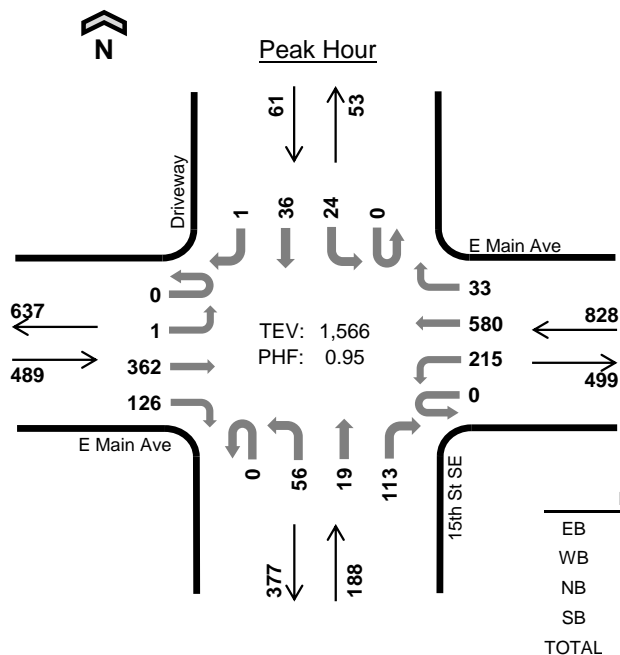 N
Peak Hour
61
53
Driveway
1
36
24
0
E Main Ave
0
33
637
1
TEV: 1,566
580
828
489
362
PHF: 0.95
215
499
126
0
E Main Ave
0
56
19
113
15th St SE
377
188
EB
WB
NB
SB
TOTAL